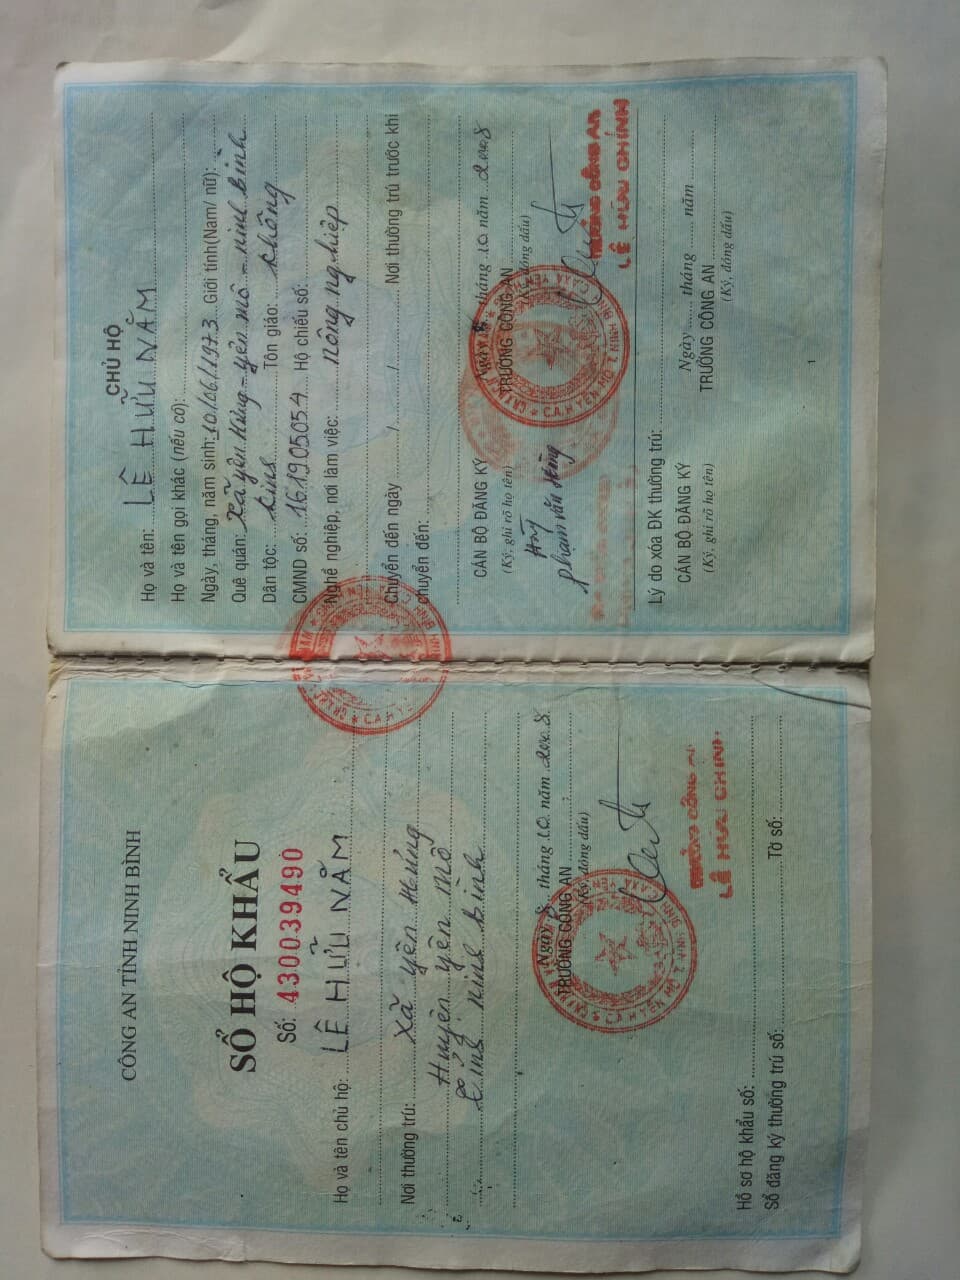 CÔNG AN TỈNH NINH BÌNH
SỔ HỘ KHẨU
Số: 430039490
Họ và tên chủ hộ: LÊ HỮU NĂM
Nơi thường trú: Xã yên Hưng
Huyện yên mô
tỉnh ninh bình
Ngày 8 tháng 10 năm 2008
TRƯỞNG CÔNG AN
(Ký, đóng dấu)
TRƯỞNG CÔNG AN
LÊ HỮU CHÍNH
Hồ sơ hộ khẩu số:
Sổ đăng ký thường trú số: Tờ số:
CHỦ HỘ
Họ và tên: LÊ HỮU NĂM
Họ và tên gọi khác (nếu có):
Ngày, tháng, năm sinh: 10/06/1973 Giới tính(Nam/ nữ):
Quê quán: Xã yên Hưng - yên mô - ninh bình
Dân tộc: kinh Tôn giáo: không
CMND số: 161905054 Hộ chiếu số:
Nghề nghiệp, nơi làm việc: nông nghiệp
Chuyển đến ngày / / Nơi thường trú trước khi
chuyển đến:
Ngày 8 tháng 10 năm 2008
CÁN BỘ ĐĂNG KÝ TRƯỞNG CÔNG AN
(Ký, ghi rõ họ tên) (Ký, đóng dấu)
phạm văn Hùng
TRƯỞNG CÔNG AN
LÊ HỮU CHÍNH
Lý do xóa ĐK thường trú:
Ngày ..... tháng ..... năm
CÁN BỘ ĐĂNG KÝ TRƯỞNG CÔNG AN
(Ký, ghi rõ họ tên) (Ký, đóng dấu)
1